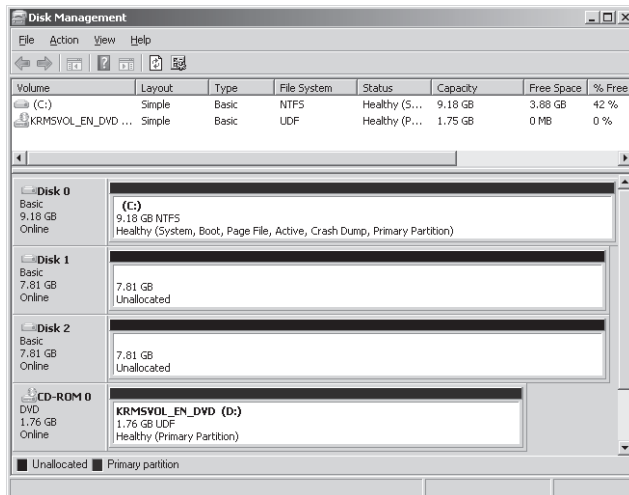 Disk Management
File Action View Help
Volume Layout Type File System Status Capacity Free Space % Free
(C:) Simple Basic NTFS Healthy (S... 9.18 GB 3.88 GB 42 %
KRMSVOL_EN_DVD ... Simple Basic UDF Healthy (P... 1.75 GB 0 MB 0 %
Disk 0
Basic
9.18 GB
Online
(C:)
9.18 GB NTFS
Healthy (System, Boot, Page File, Active, Crash Dump, Primary Partition)
Disk 1
Basic
7.81 GB
Online
7.81 GB
Unallocated
Disk 2
Basic
7.81 GB
Online
7.81 GB
Unallocated
CD-ROM 0
DVD
1.76 GB
Online
KRMSVOL_EN_DVD (D:)
1.76 GB UDF
Healthy (Primary Partition)
Unallocated Primary partition